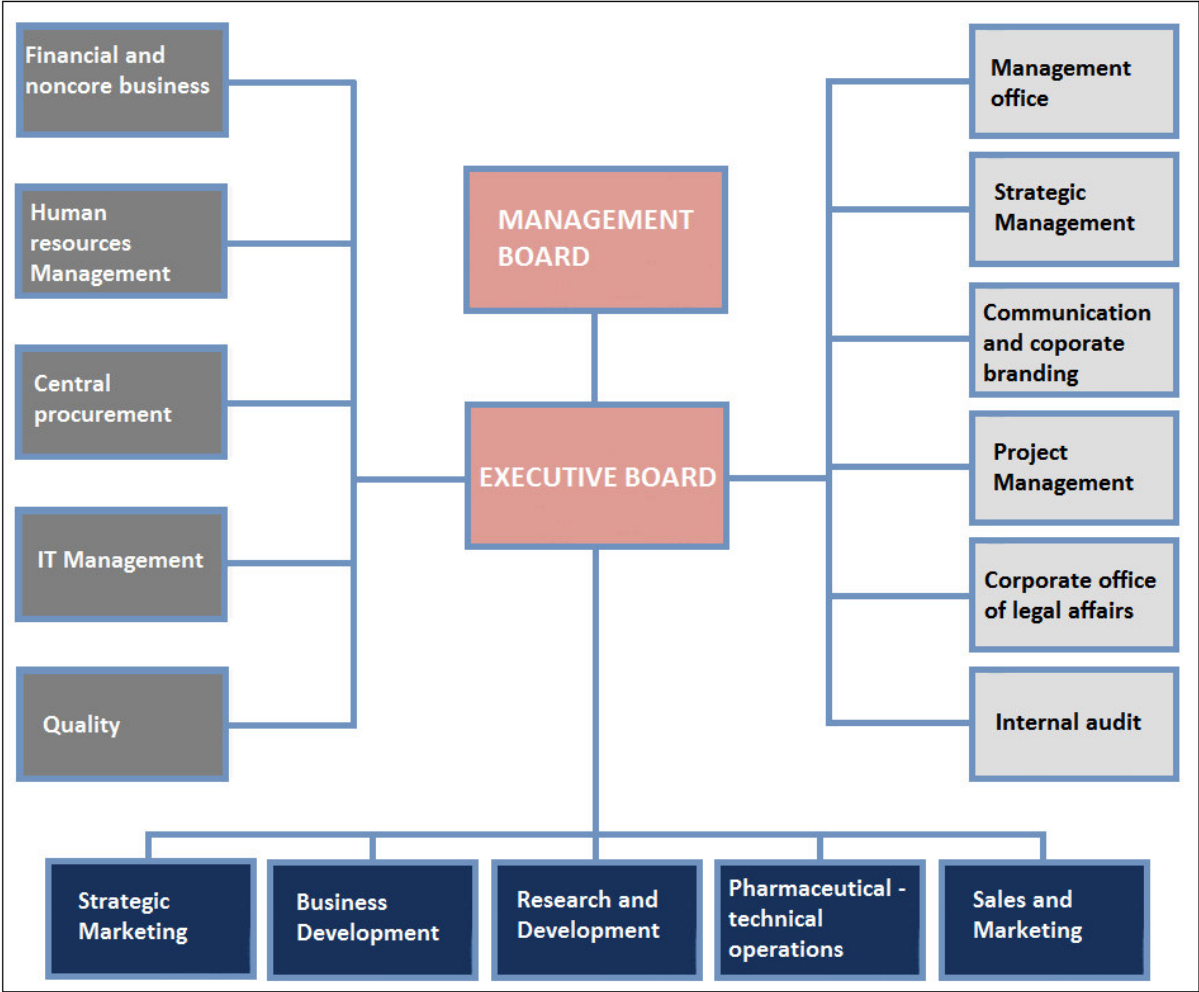 Financial and
noncore business
Human
resources
Management
Central
procurement
IT Management
Quality
MANAGEMENT
BOARD
EXECUTIVE BOARD
Management
office
Strategic
Management
Communication
and coporate
branding
Project
Management
Corporate office
of legal affairs
Internal audit
Strategic
Marketing
Business
Development
Research and
Development
Pharmaceutical -
technical
operations
Sales and
Marketing